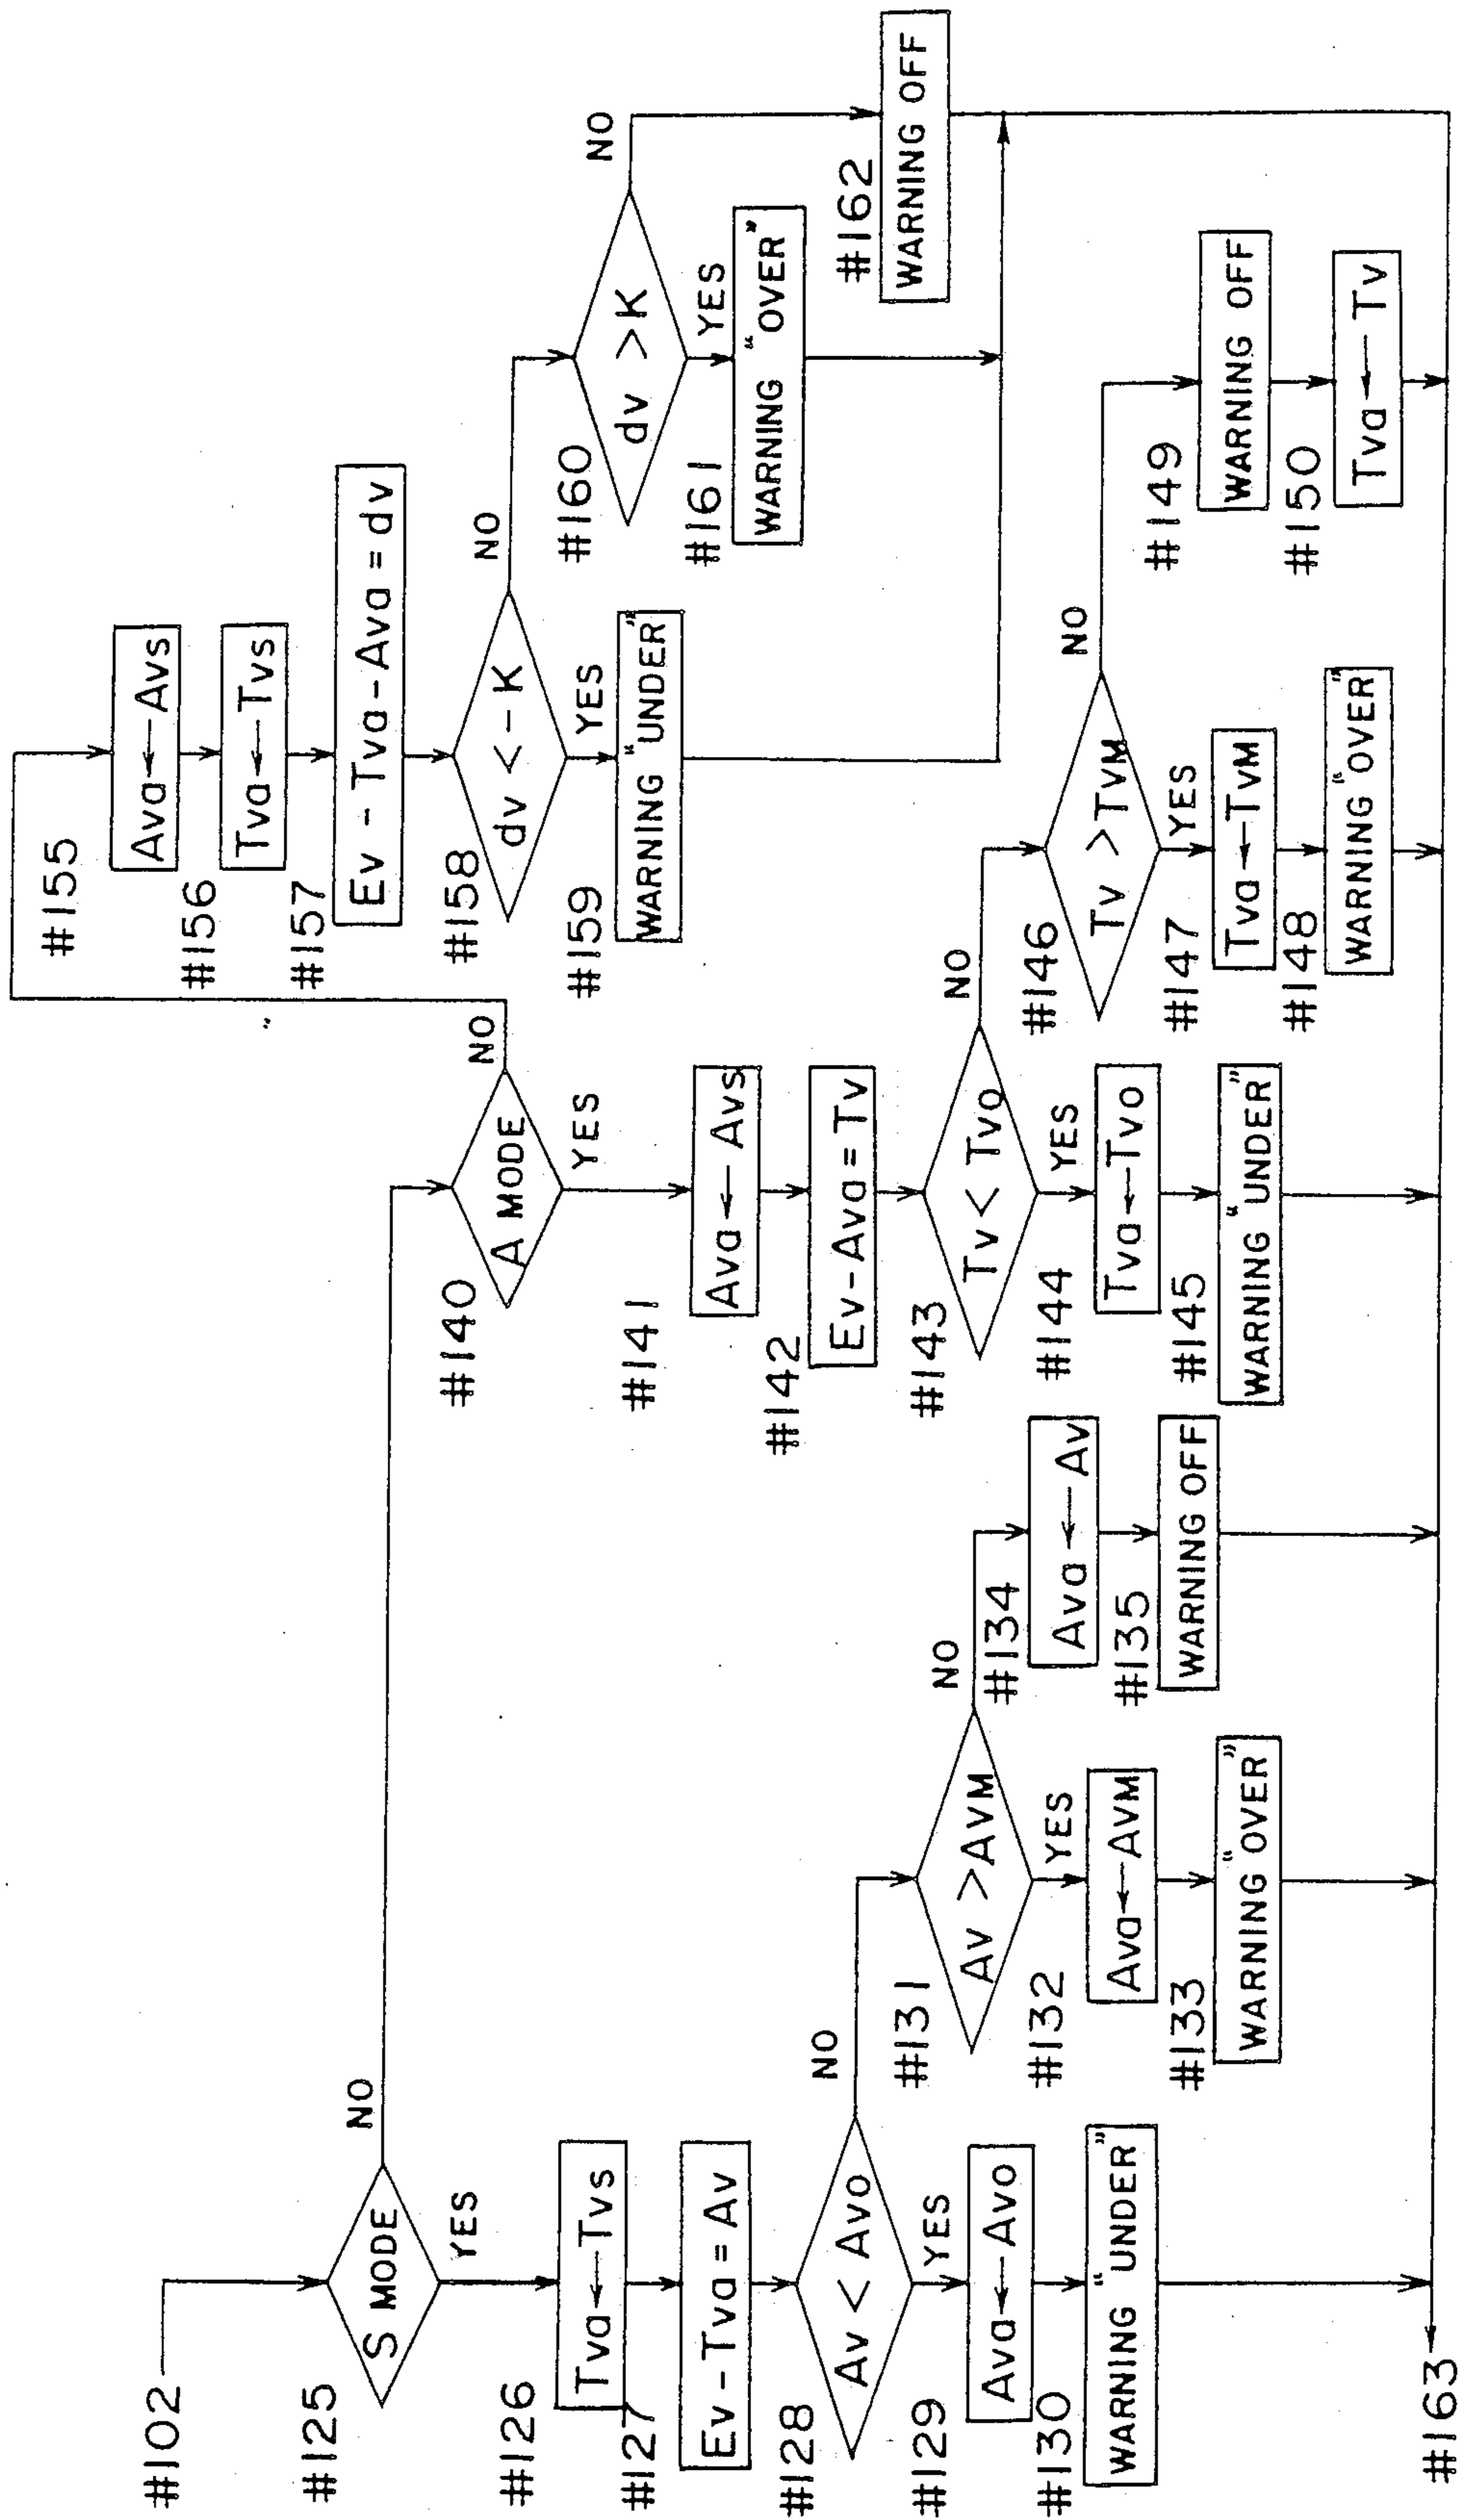 #102
#125
S MODE
NO
YES
#126
Tva←Tvs
#127
Ev - Tva = Av
#128
Av < Avo
NO
YES
#129
Ava←Avo
#130
WARNING "UNDER"
#131
Av > AVM
NO
YES
#132
Ava←AVM
#133
WARNING "OVER"
#134
Ava←Av
#135
WARNING OFF
#140
A MODE
NO
YES
#141
Ava←Avs
#142
Ev-Ava=Tv
#143
Tv < Tvo
NO
YES
#144
Tva←Tvo
#145
WARNING "UNDER"
#146
Tv > TVM
NO
YES
#147
Tva←TVM
#148
WARNING "OVER"
#149
WARNING OFF
#150
Tva←Tv
#155
Ava←Avs
#156
Tva←Tvs
#157
Ev - Tva-Ava = dv
#158
dv < - K
NO
YES
#159
WARNING "UNDER"
#160
dv > K
NO
YES
#161
WARNING "OVER"
#162
WARNING OFF
#163